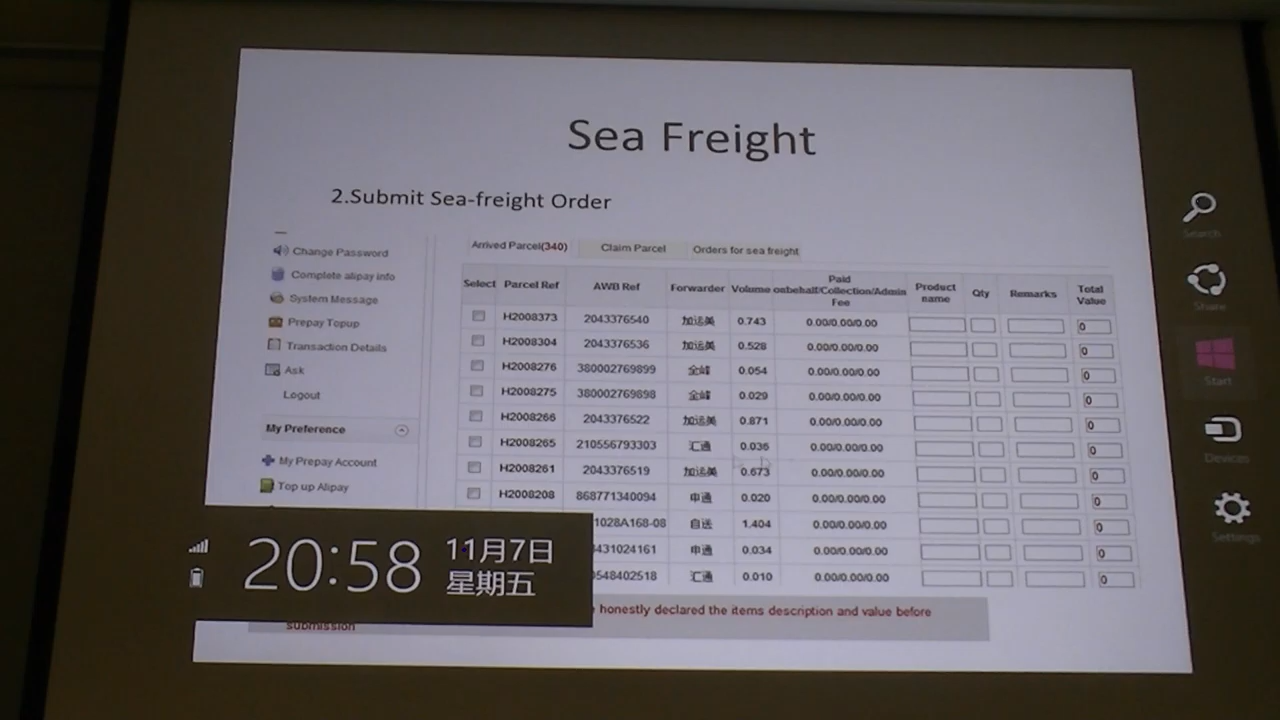 Sea Freight
2.Submit Sea-freight Order
Change Password
Complete alipay info
System Message
Prepay Topup
Transaction Details
Ask
Logout
My Preference
My Prepay Account
Top up Alipay
Arrived Parcel(340) Claim Parcel Orders for sea freight
Select Parcel Ref AWB Ref Forwarder Volume onbehalf/Collection/Admin Paid Fee Product name Qty Remarks Total Value
H2008373 2043376540 加运美 0.743 0.00/0.00/0.00 0
H2008304 2043376536 加运美 0.528 0.00/0.00/0.00 0
H2008276 380002769899 全峰 0.054 0.00/0.00/0.00 0
H2008275 380002769898 全峰 0.029 0.00/0.00/0.00 0
H2008266 2043376522 加运美 0.871 0.00/0.00/0.00 0
H2008265 210556793303 汇通 0.036 0.00/0.00/0.00 0
H2008261 2043376519 加运美 0.673 0.00/0.00/0.00 0
H2008208 868771340094 申通 0.020 0.00/0.00/0.00 0
1028A168-08 自送 1.404 0.00/0.00/0.00 0
431024161 申通 0.034 0.00/0.00/0.00 0
0548402518 汇通 0.010 0.00/0.00/0.00 0
honestly declared the items description and value before
submission
20:58
11月7日
星期五
Search
Share
Start
Devices
Settings